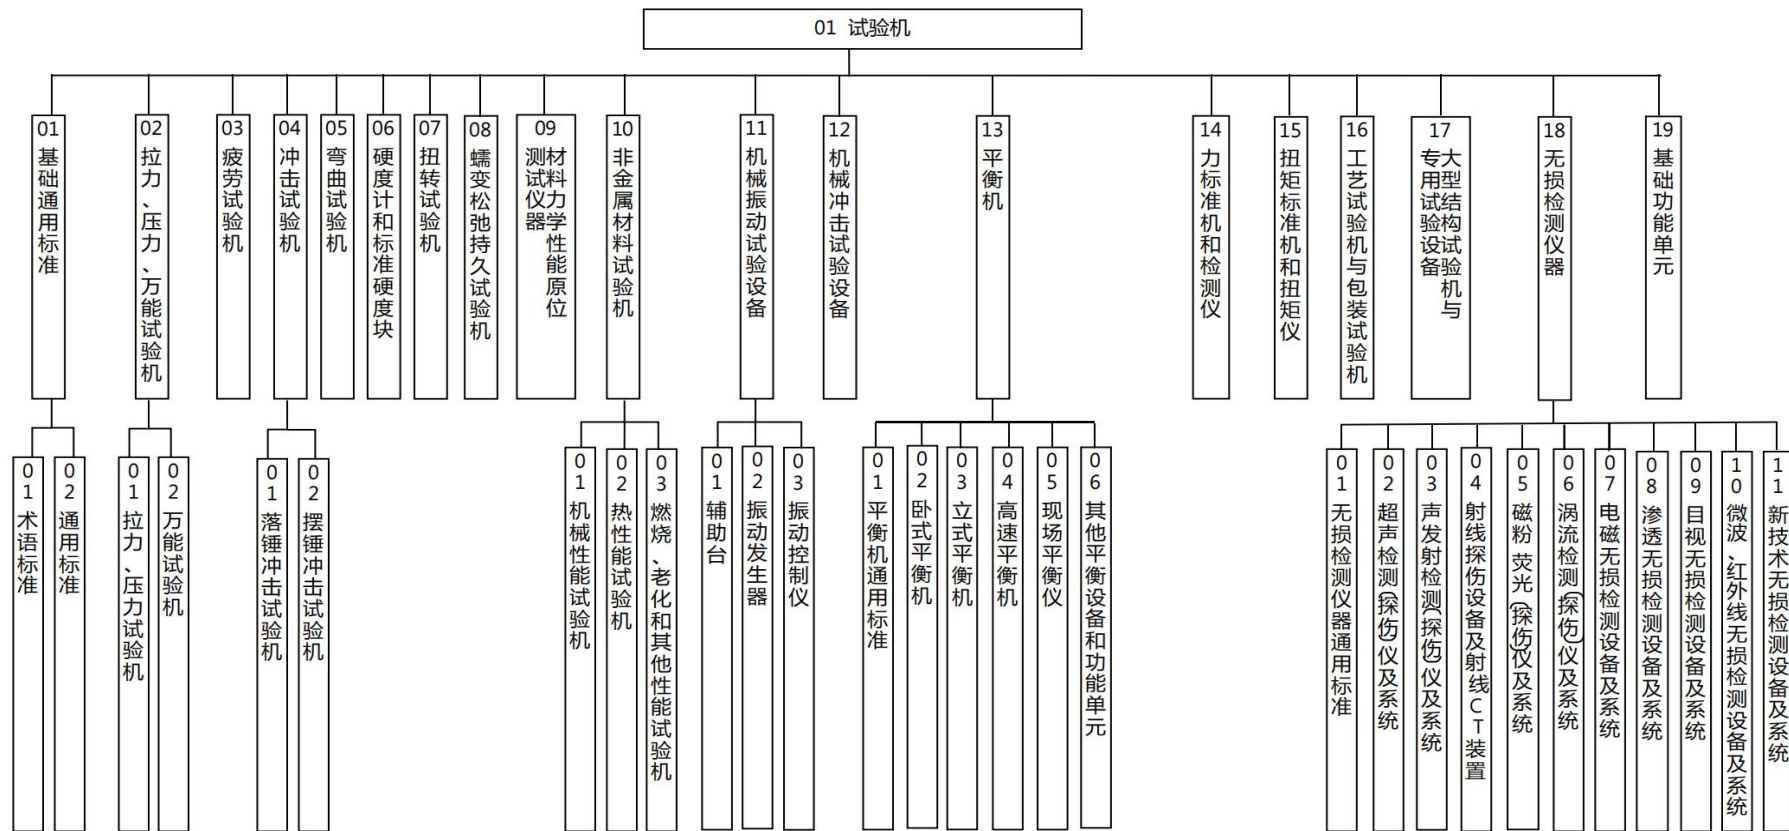 01 试验机
01 基础通用标准
02 拉力、压力、万能试验机
03 疲劳试验机
04 冲击试验机
05 弯曲试验机
06 硬度计和标准硬度块
07 扭转试验机
08 蠕变松弛持久试验机
09 材料力学性能原位
测试仪器
10 非金属材料试验机
11 机械振动试验设备
12 机械冲击试验设备
13 平衡机
14 力标准机和检测仪
15 扭矩标准机和扭矩仪
16 工艺试验机与包装试验机
17 大型结构试验机与
专用试验设备
18 无损检测仪器
19 基础功能单元
01 术语标准
02 通用标准
01 拉力、压力试验机
02 万能试验机
01 落锤冲击试验机
02 摆锤冲击试验机
01 机械性能试验机
02 热性能试验机
03 燃烧、老化和其他性能试验机
01 辅助台
02 振动发生器
03 振动控制仪
01 平衡机通用标准
02 卧式平衡机
03 立式平衡机
04 高速平衡机
05 现场平衡仪
06 其他平衡设备和功能单元
01 无损检测仪器通用标准
02 超声检测(探伤)仪及系统
03 声发射检测(探伤)仪及系统
04 射线探伤设备及射线CT装置
05 磁粉荧光(探伤)仪及系统
06 涡流检测(探伤)仪及系统
07 电磁无损检测设备及系统
08 渗透无损检测设备及系统
09 目视无损检测设备及系统
10 微波、红外线无损检测设备及系统
11 新技术无损检测设备及系统